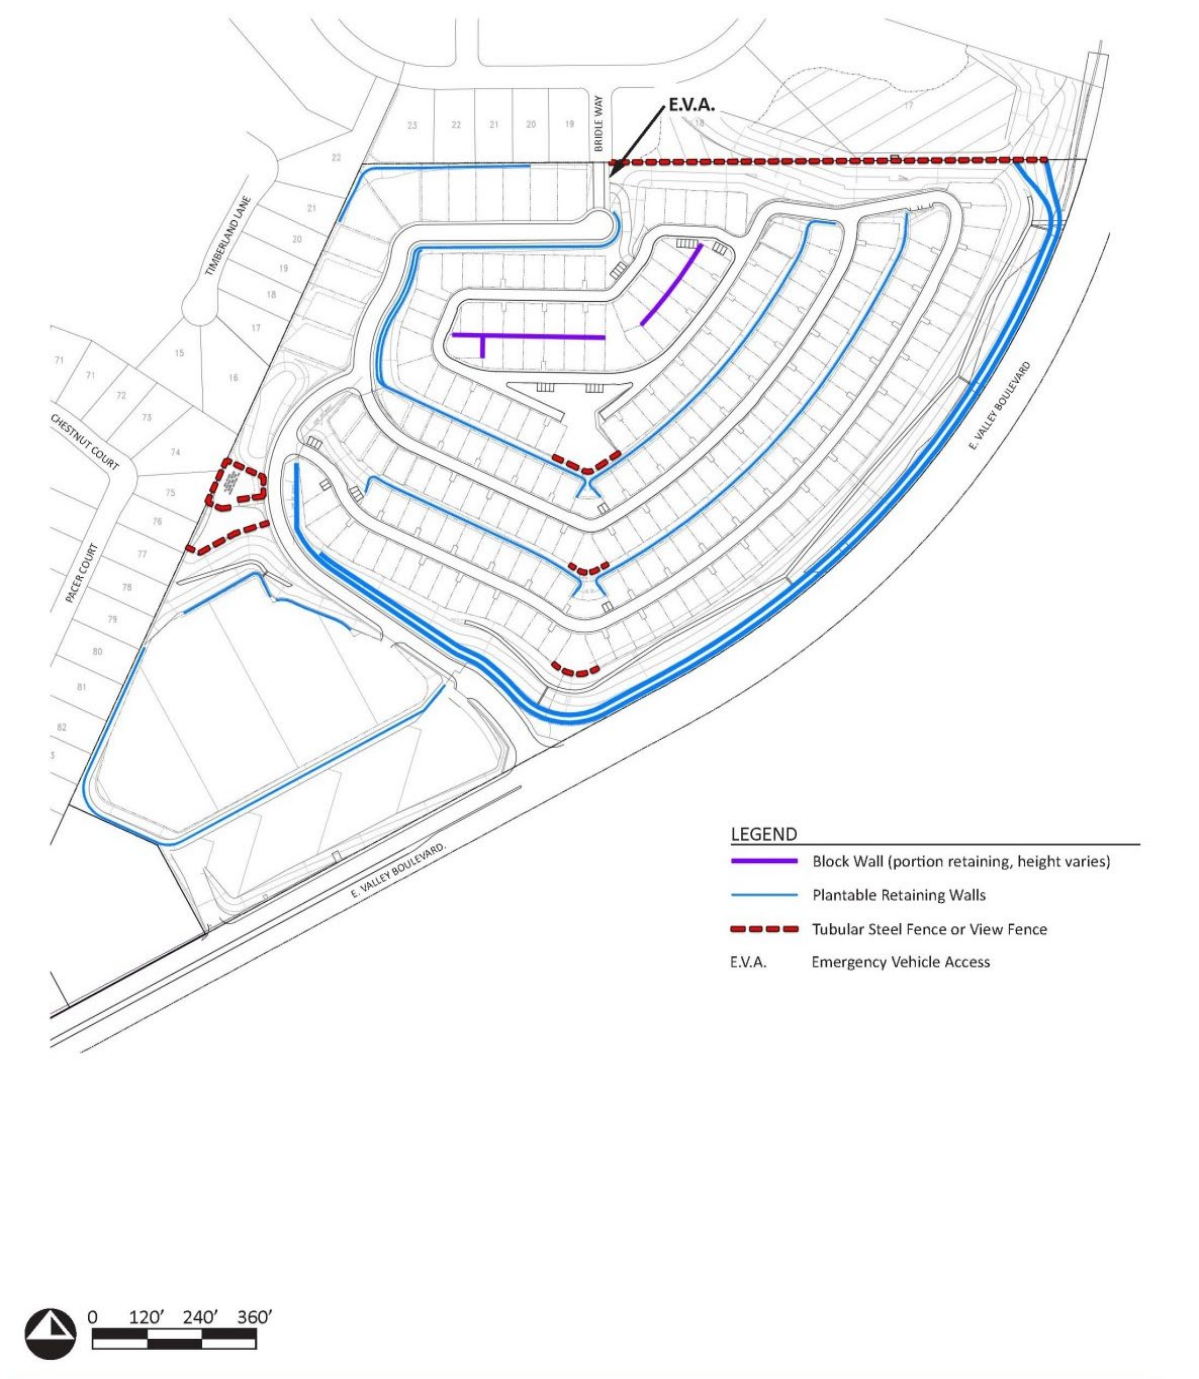 E.V.A.
17
18
BRIDLE WAY
23
22
21
20
19
22
21
20
19
18
17
16
15
TIMBERLAND LANE
71
71
72
73
74
75
76
77
78
79
80
81
82
3
CHESTNUT COURT
PACER COURT
E. VALLEY BOULEVARD
E. VALLEY BOULEVARD.
LEGEND
Block Wall (portion retaining, height varies)
Plantable Retaining Walls
Tubular Steel Fence or View Fence
E.V.A. Emergency Vehicle Access
0 120' 240' 360'